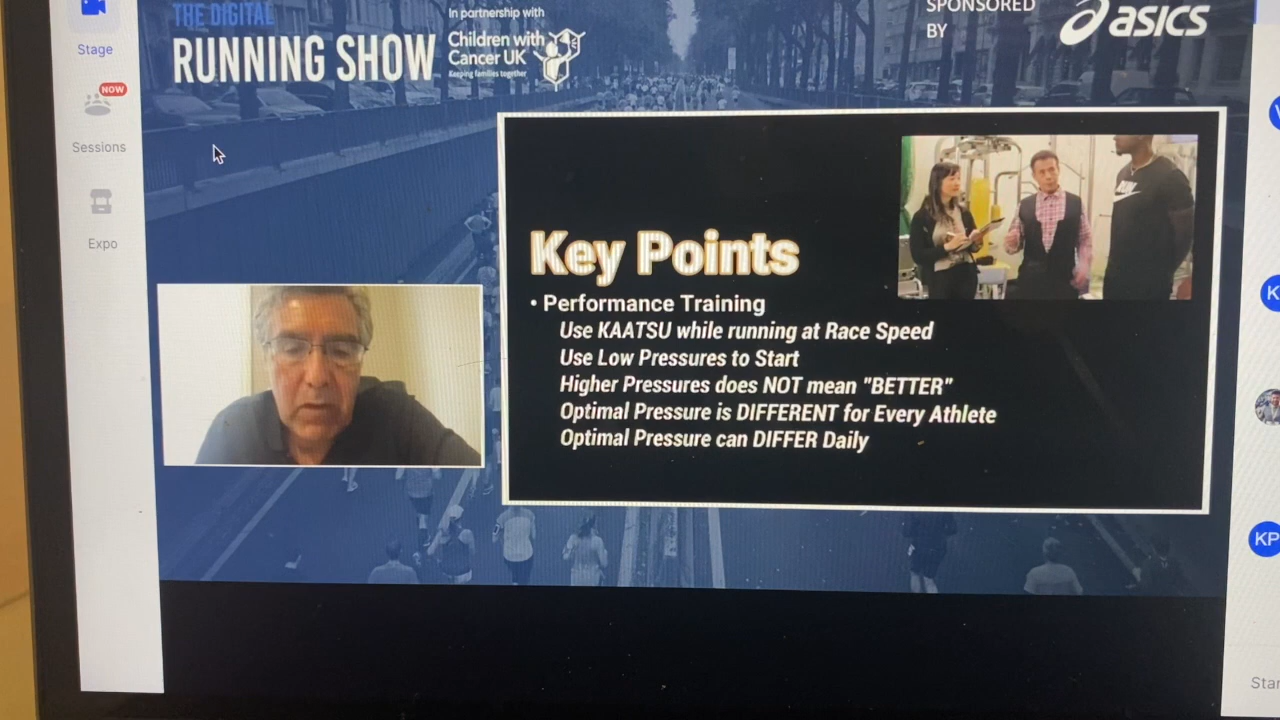 THE DIGITAL
RUNNING SHOW
In partnership with
Children with
Cancer UK
Keeping families together
SPONSORED
BY
asics
Stage
NOW
Sessions
Expo
Key Points
• Performance Training
Use KAATSU while running at Race Speed
Use Low Pressures to Start
Higher Pressures does NOT mean "BETTER"
Optimal Pressure is DIFFERENT for Every Athlete
Optimal Pressure can DIFFER Daily
K
KP